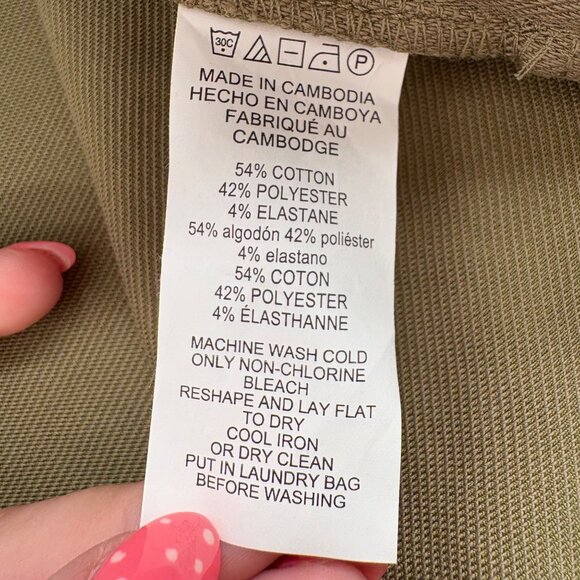 30C P
MADE IN CAMBODIA
HECHO EN CAMBOYA
FABRIQUÉ AU
CAMBODGE
54% COTTON
42% POLYESTER
4% ELASTANE
54% algodón 42% poliéster
4% elastano
54% COTON
42% POLYESTER
4% ÉLASTHANNE
MACHINE WASH COLD
ONLY NON-CHLORINE
BLEACH
RESHAPE AND LAY FLAT
TO DRY
COOL IRON
OR DRY CLEAN
PUT IN LAUNDRY BAG
BEFORE WASHING